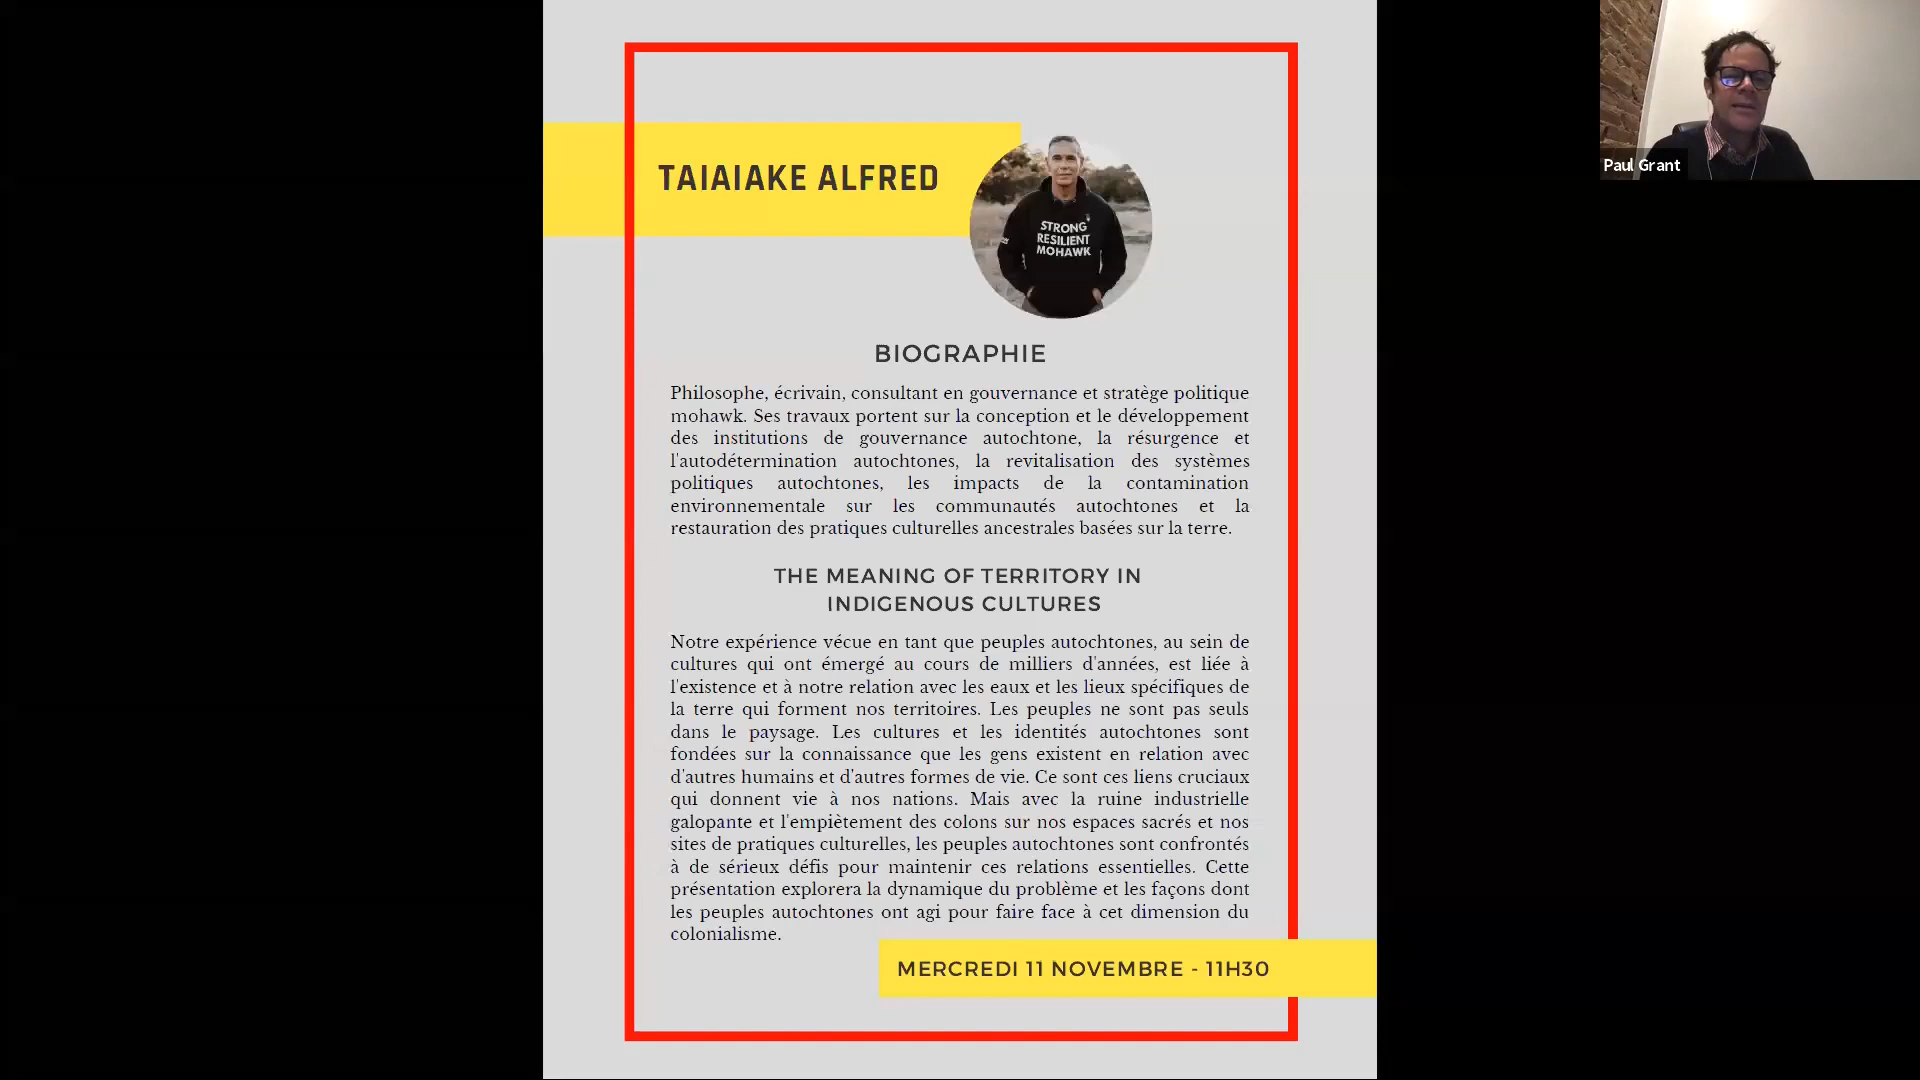 TAIAIAKE ALFRED
STRONG
RESILIENT
MOHAWK
Paul Grant
BIOGRAPHIE
Philosophe, écrivain, consultant en gouvernance et stratège politique
mohawk. Ses travaux portent sur la conception et le développement
des institutions de gouvernance autochtone, la résurgence et
l'autodétermination autochtones, la revitalisation des systèmes
politiques autochtones, les impacts de la contamination
environnementale sur les communautés autochtones et la
restauration des pratiques culturelles ancestrales basées sur la terre.
THE MEANING OF TERRITORY IN
INDIGENOUS CULTURES
Notre expérience vécue en tant que peuples autochtones, au sein de
cultures qui ont émergé au cours de milliers d'années, est liée à
l'existence et à notre relation avec les eaux et les lieux spécifiques de
la terre qui forment nos territoires. Les peuples ne sont pas seuls
dans le paysage. Les cultures et les identités autochtones sont
fondées sur la connaissance que les gens existent en relation avec
d'autres humains et d'autres formes de vie. Ce sont ces liens cruciaux
qui donnent vie à nos nations. Mais avec la ruine industrielle
galopante et l'empiètement des colons sur nos espaces sacrés et nos
sites de pratiques culturelles, les peuples autochtones sont confrontés
à de sérieux défis pour maintenir ces relations essentielles. Cette
présentation explorera la dynamique du problème et les façons dont
les peuples autochtones ont agi pour faire face à cet dimension du
colonialisme.
MERCREDI 11 NOVEMBRE - 11H30